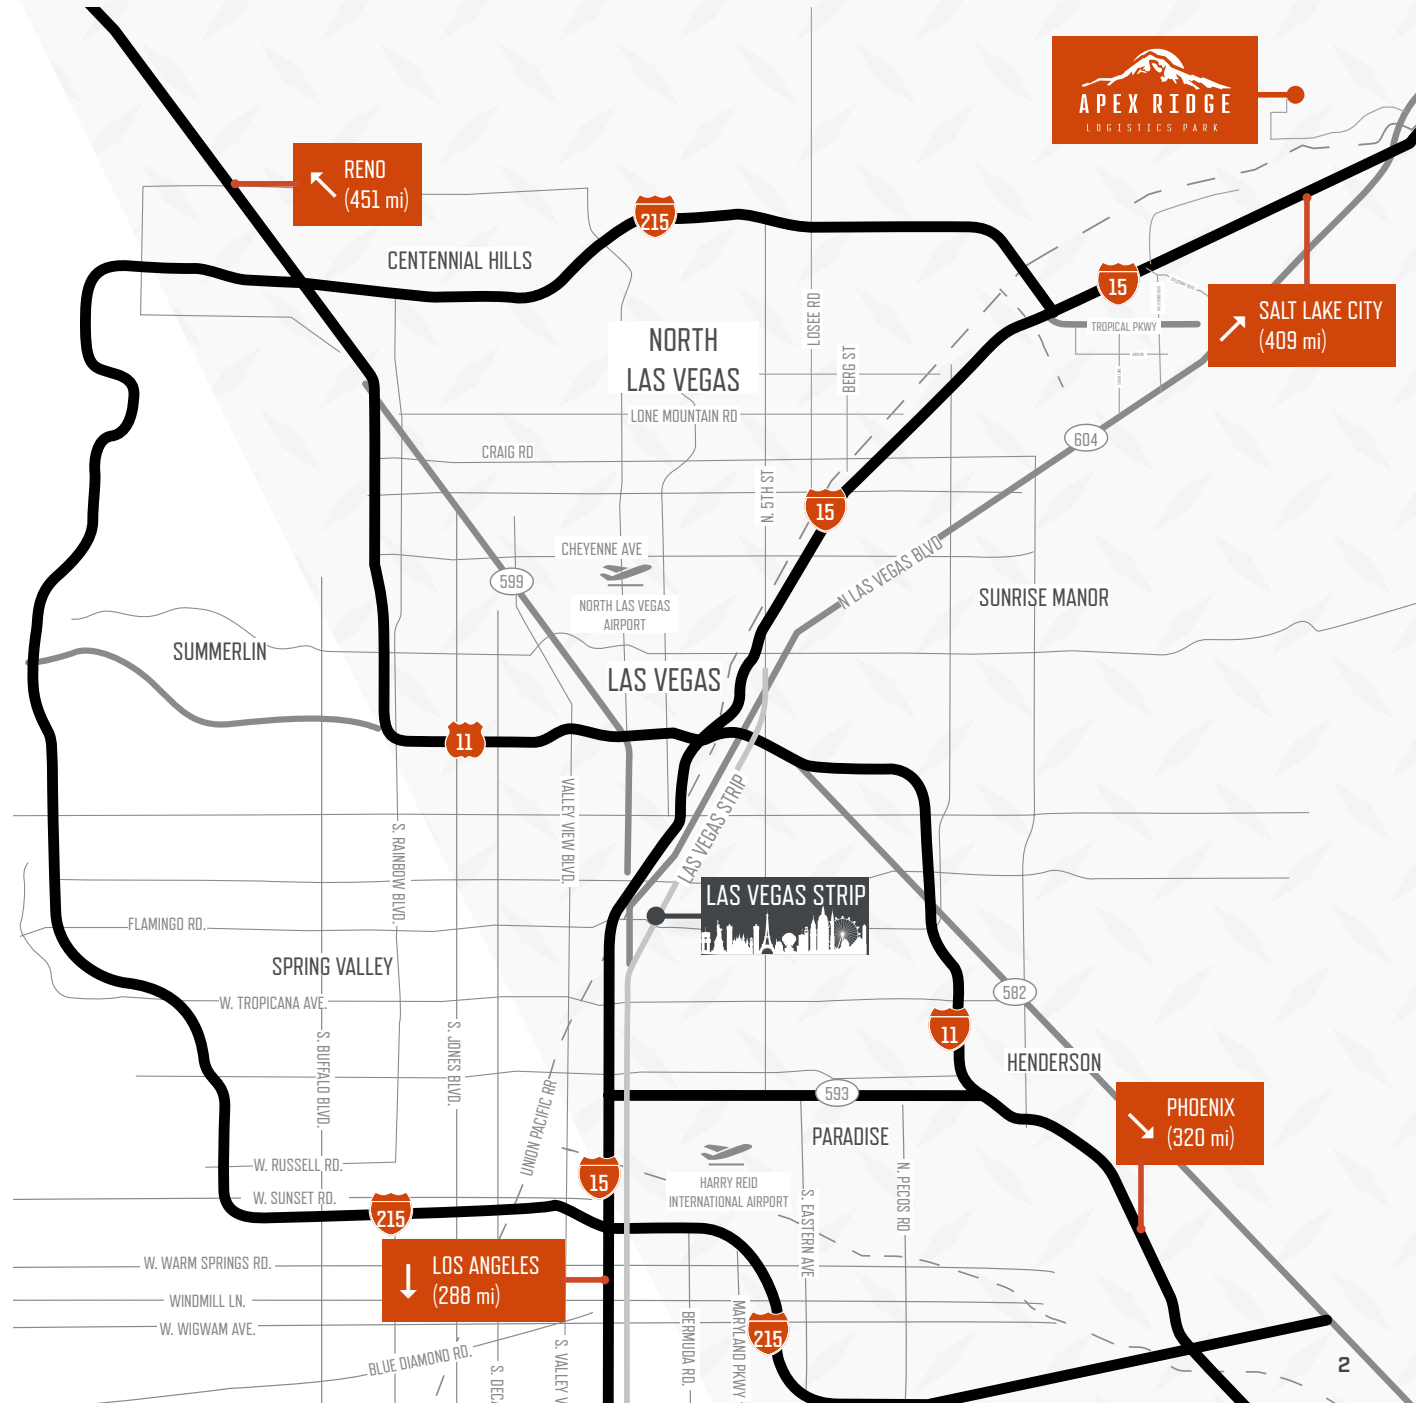 APEX RIDGE
LOGISTICS PARK
RENO
(451 mi)
215
CENTENNIAL HILLS
15
SALT LAKE CITY
(409 mi)
LOSEE RD
TROPICAL PKWY
NORTH
LAS VEGAS
BERG ST
LONE MOUNTAIN RD
604
CRAIG RD
N. 5TH ST
15
CHEYENNE AVE
599
N LAS VEGAS BLVD
NORTH LAS VEGAS
AIRPORT
SUNRISE MANOR
SUMMERLIN
LAS VEGAS
11
VALLEY VIEW BLVD.
LAS VEGAS STRIP
S. RAINBOW BLVD.
LAS VEGAS STRIP
FLAMINGO RD.
SPRING VALLEY
582
W. TROPICANA AVE.
11
S. BUFFALO BLVD.
S. JONES BLVD.
HENDERSON
UNION PACIFIC RR
593
PHOENIX
(320 mi)
PARADISE
W. RUSSELL RD.
15
HARRY REID
INTERNATIONAL AIRPORT
N. PECOS RD
W. SUNSET RD.
215
S. EASTERN AVE
W. WARM SPRINGS RD.
LOS ANGELES
(288 mi)
WINDMILL LN.
W. WIGWAM AVE.
215
BERMUDA RD.
MARYLAND PKWY
BLUE DIAMOND RD.
S. DECA
S. VALLEY V
2